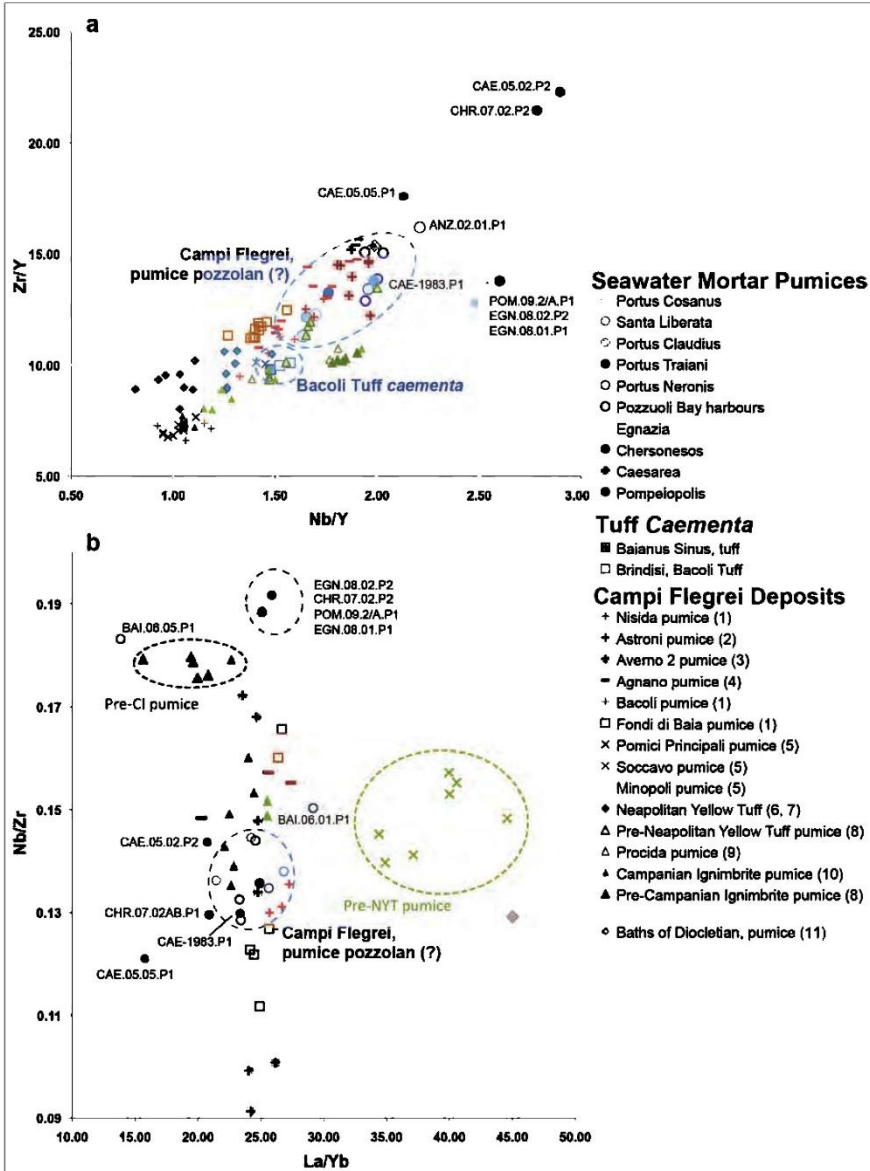 a
25.00
20.00
15.00
10.00
5.00
Zr/Y
0.50
1.00
1.50
2.00
2.50
3.00
Nb/Y
CAE.05.02.P2
CHR.07.02.P2
CAE.05.05.P1
ANZ.02.01.P1
Campi Flegrei,
pumice pozzolan (?)
CAE-1983.P1
POM.09.2/A.P1
EGN.08.02.P2
EGN.08.01.P1
Bacoli Tuff caementa
b
0.19
0.17
0.15
0.13
0.11
0.09
Nb/Zr
10.00
15.00
20.00
25.00
30.00
35.00
40.00
45.00
50.00
La/Yb
EGN.08.02.P2
CHR.07.02.P2
POM.09.2/A.P1
EGN.08.01.P1
BAI.06.05.P1
Pre-CI pumice
BAI.06.01.P1
CAE.05.02.P2
Pre-NYT pumice
CHR.07.02AB.P1
CAE-1983.P1
Campi Flegrei,
pumice pozzolan (?)
CAE.05.05.P1
Seawater Mortar Pumices
Portus Cosanus
Santa Liberata
Portus Claudius
Portus Traiani
Portus Neronis
Pozzuoli Bay harbours
Egnazia
Chersonesos
Caesarea
Pompeiopolis
Tuff Caementa
Baianus Sinus, tuff
Brindisi, Bacoli Tuff
Campi Flegrei Deposits
Nisida pumice (1)
Astroni pumice (2)
Averno 2 pumice (3)
Agnano pumice (4)
Bacoli pumice (1)
Fondi di Baia pumice (1)
Pomici Principali pumice (5)
Soccavo pumice (5)
Minopoli pumice (5)
Neapolitan Yellow Tuff (6, 7)
Pre-Neapolitan Yellow Tuff pumice (8)
Procida pumice (9)
Campanian Ignimbrite pumice (10)
Pre-Campanian Ignimbrite pumice (8)
Baths of Diocletian, pumice (11)